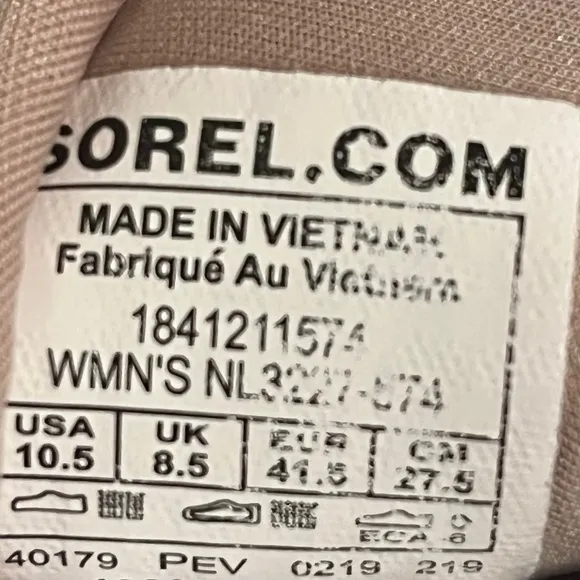 SOREL.COM
MADE IN VIETNAM
Fabriqué Au Vietnam
1841211574
WMN'S NL3227-574
USA UK EUR CM
10.5 8.5 41.5 27.5
40179 PEV 0219 219